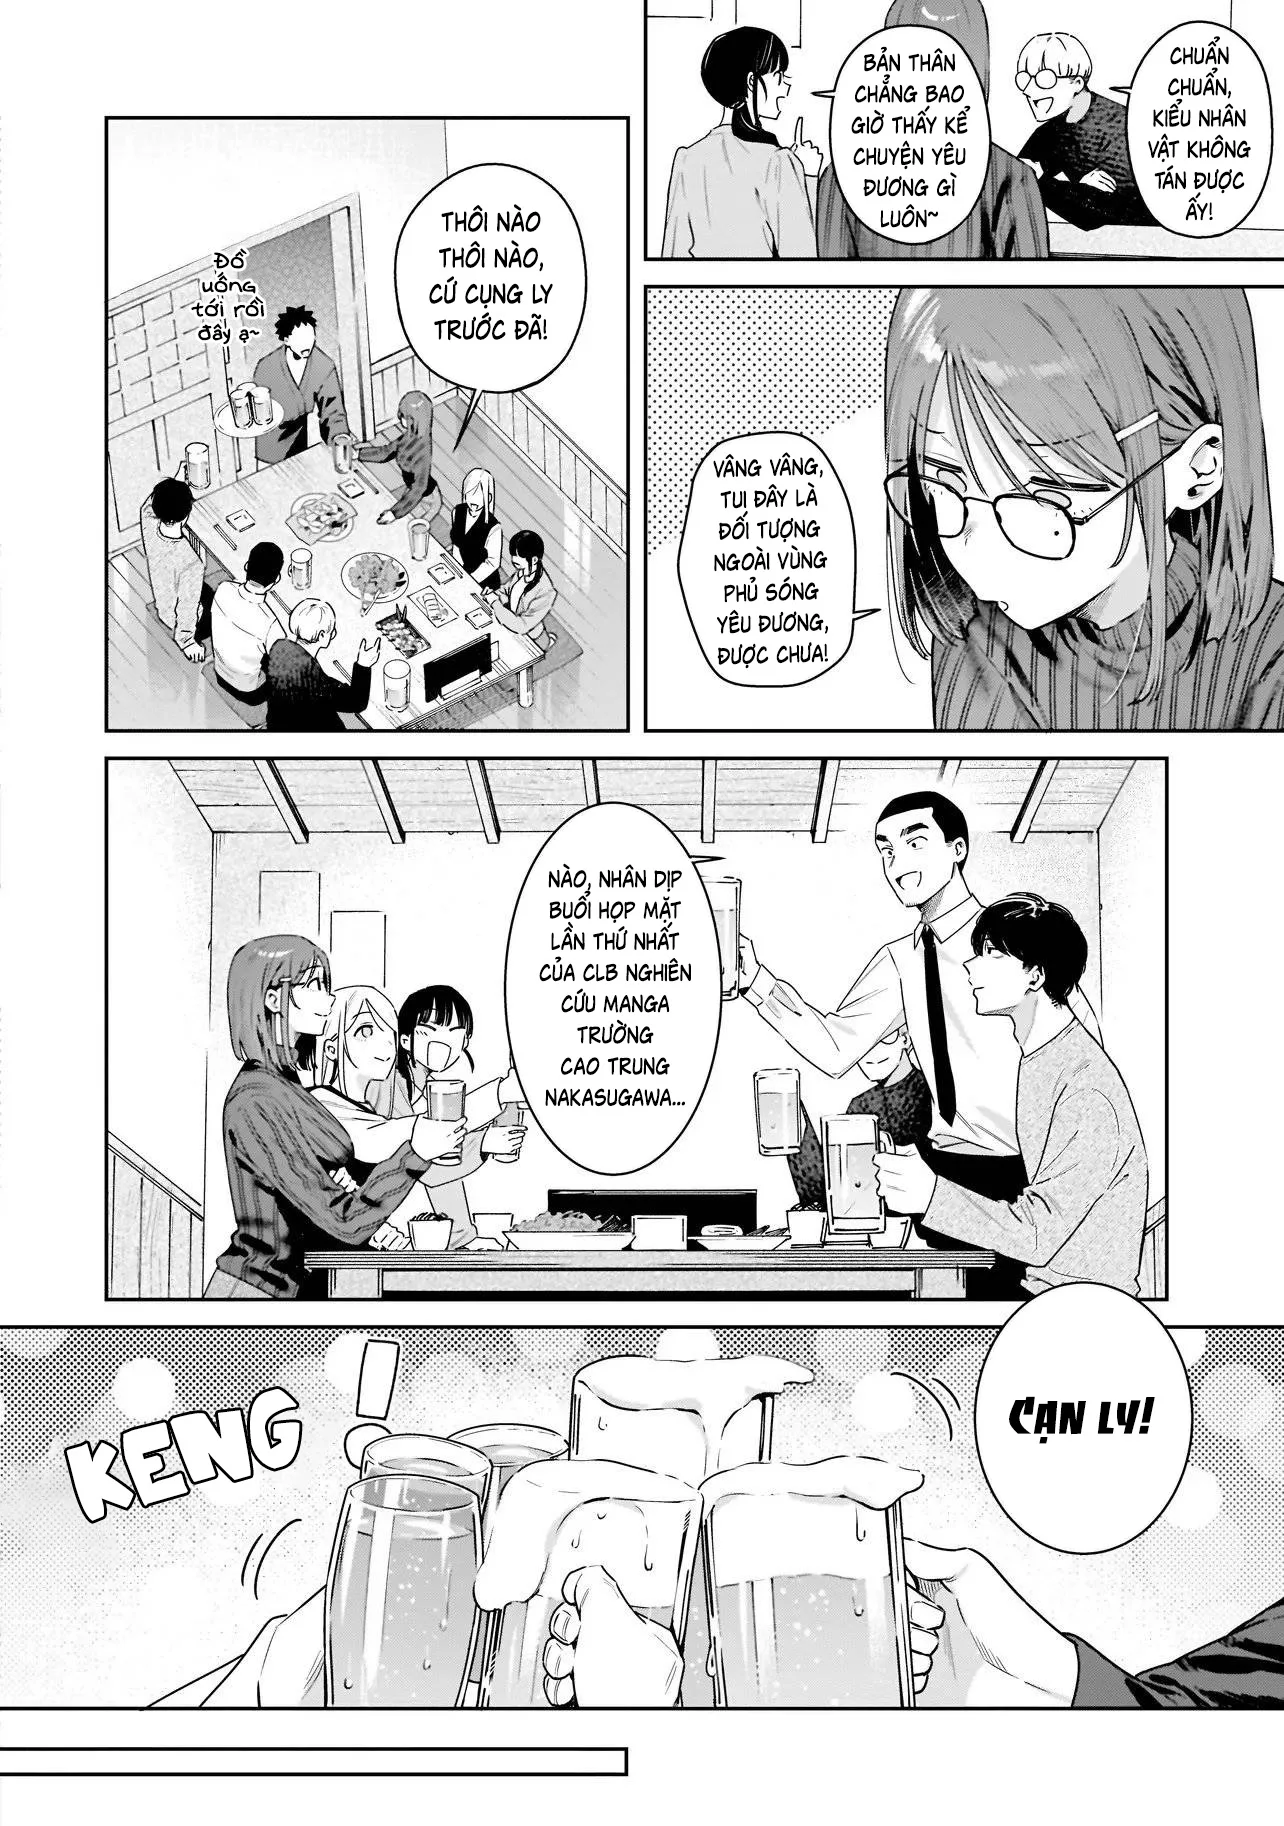 CHUẨN
CHUẨN,
KIỂU NHÂN
VẬT KHÔNG
TÁN ĐƯỢC
ẤY!
BẢN THÂN
CHẲNG BAO
GIỜ THẤY KỂ
CHUYỆN YÊU
ĐƯƠNG GÌ
LUÔN~
VÂNG VÂNG,
TUI ĐÂY LÀ
ĐỐI TƯỢNG
NGOÀI VÙNG
PHỦ SÓNG
YÊU ĐƯƠNG,
ĐƯỢC CHƯA!
THÔI NÀO
THÔI NÀO,
CỨ CỤNG LY
TRƯỚC ĐÃ!
Đồ
uống
tới rồi
đây ạ~
NÀO, NHÂN DỊP
BUỔI HỌP MẶT
LẦN THỨ NHẤT
CỦA CLB NGHIÊN
CỨU MANGA
TRƯỜNG
CAO TRUNG
NAKASUGAWA...
CẠN LY!
KENG!